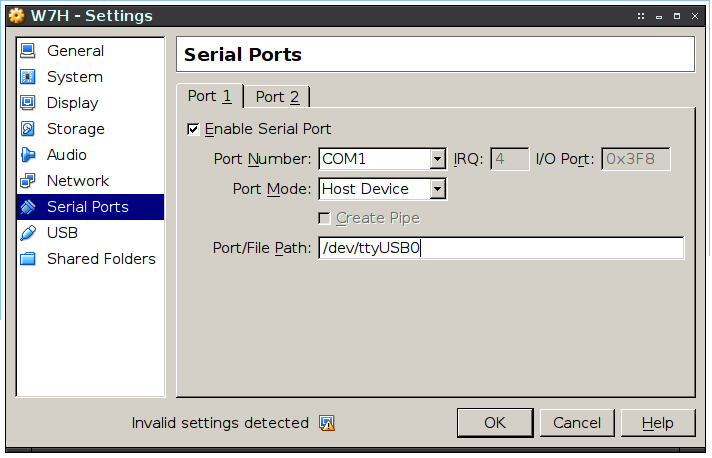 W7H - Settings
General
System
Display
Storage
Audio
Network
Serial Ports
USB
Shared Folders
Serial Ports
Port 1 Port 2
Enable Serial Port
Port Number: COM1 IRQ: 4 I/O Port: 0x3F8
Port Mode: Host Device
Create Pipe
Port/File Path: /dev/ttyUSB0
Invalid settings detected OK Cancel Help